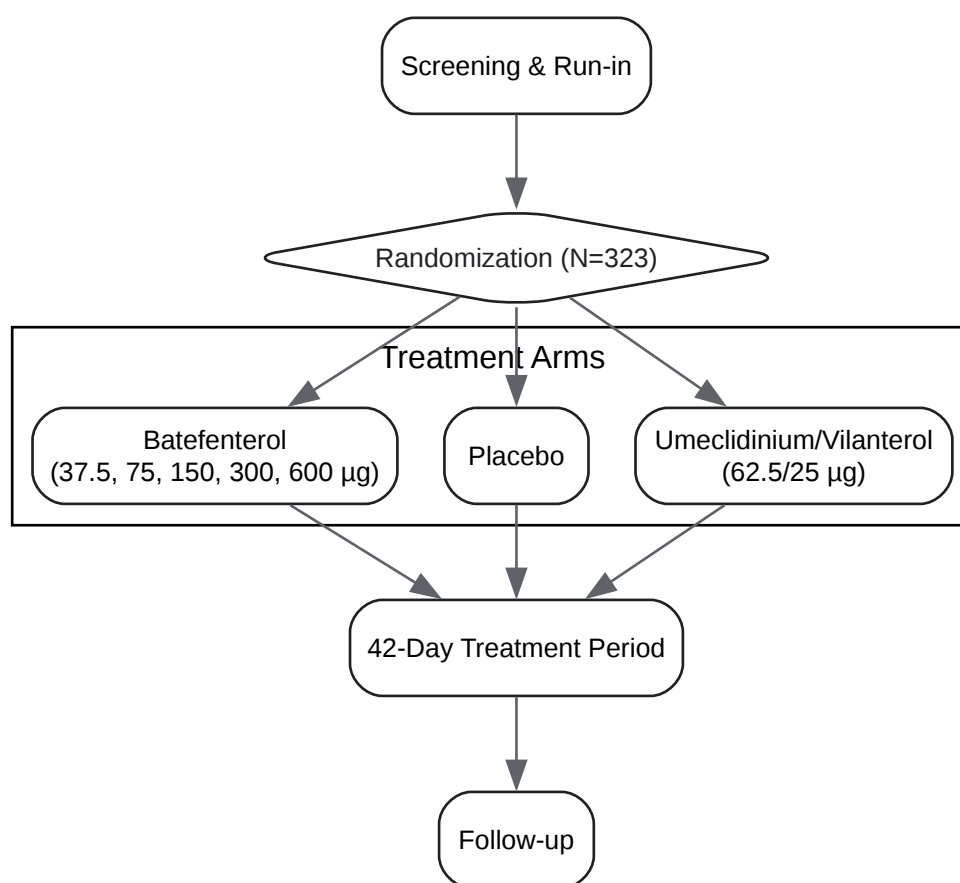 Screening & Run-in
Randomization (N=323)
Treatment Arms
Batefenterol
(37.5, 75, 150, 300, 600 µg)
Placebo
Umeclidinium/Vilanterol
(62.5/25 µg)
42-Day Treatment Period
Follow-up